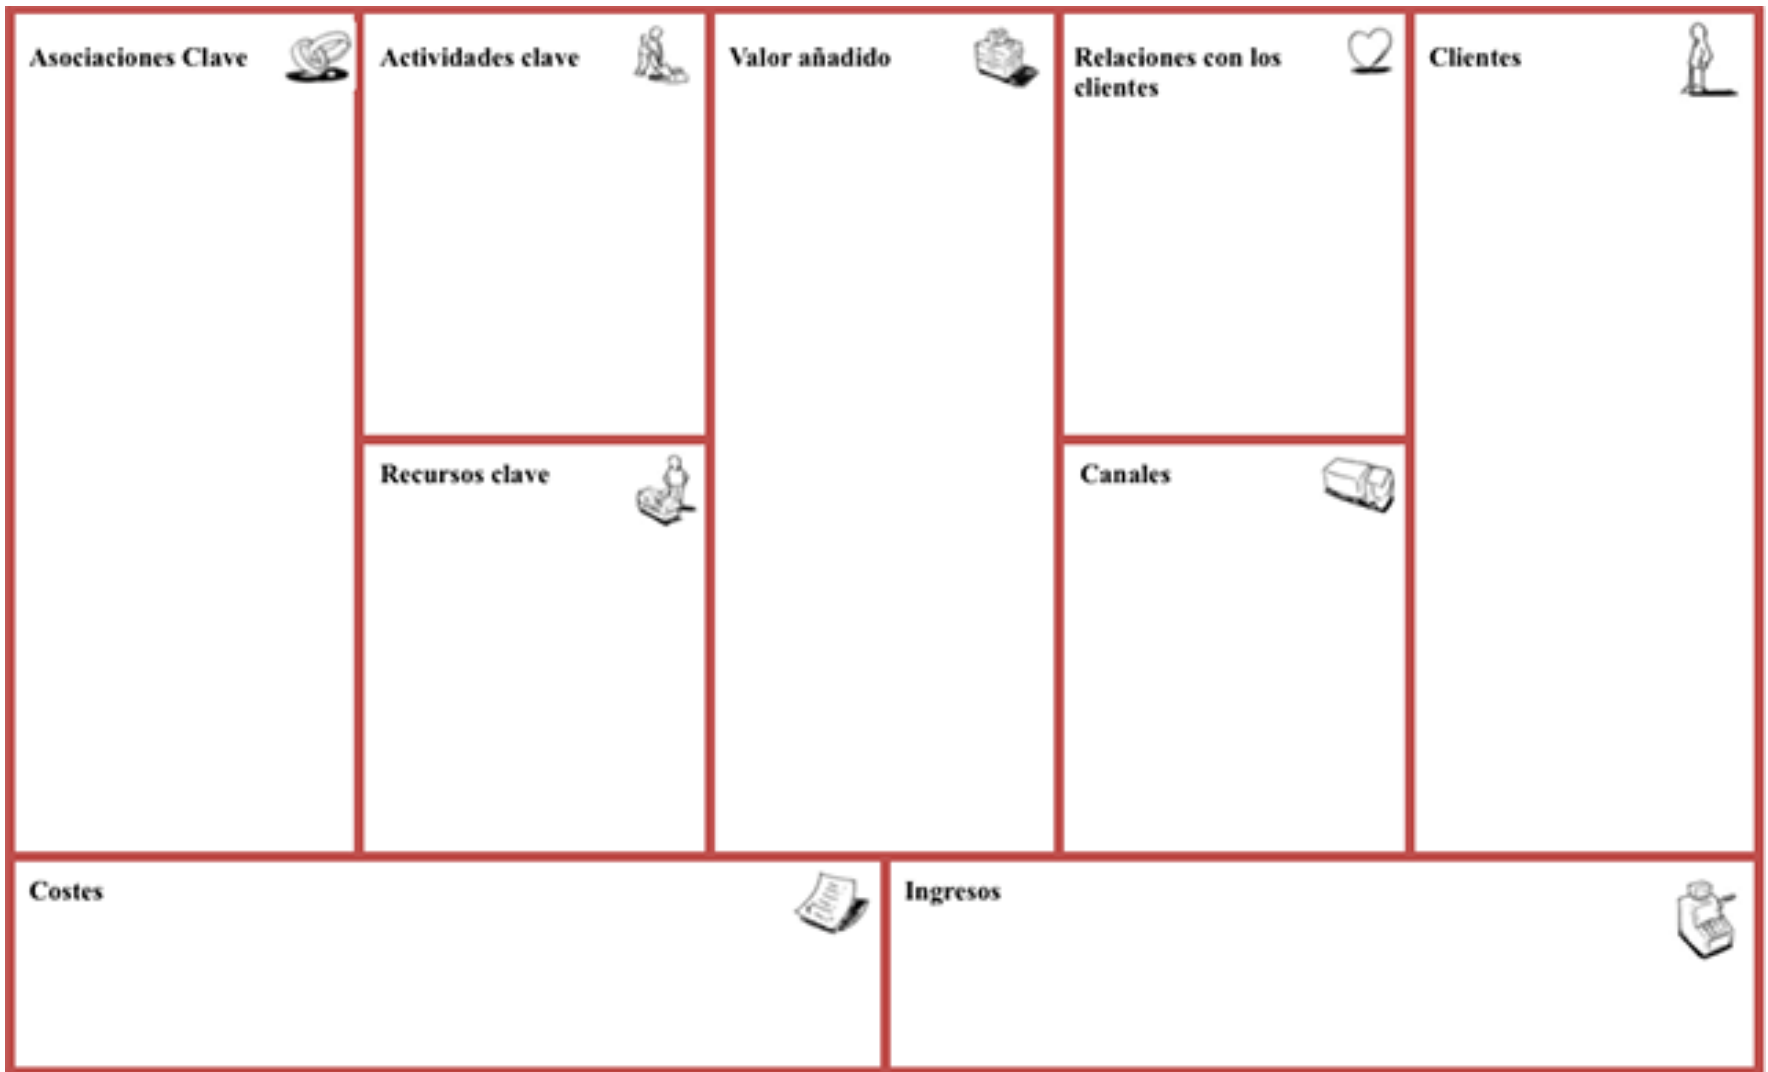 Asociaciones Clave
Actividades clave
Valor añadido
Relaciones con los
clientes
Clientes
Recursos clave
Canales
Costes
Ingresos